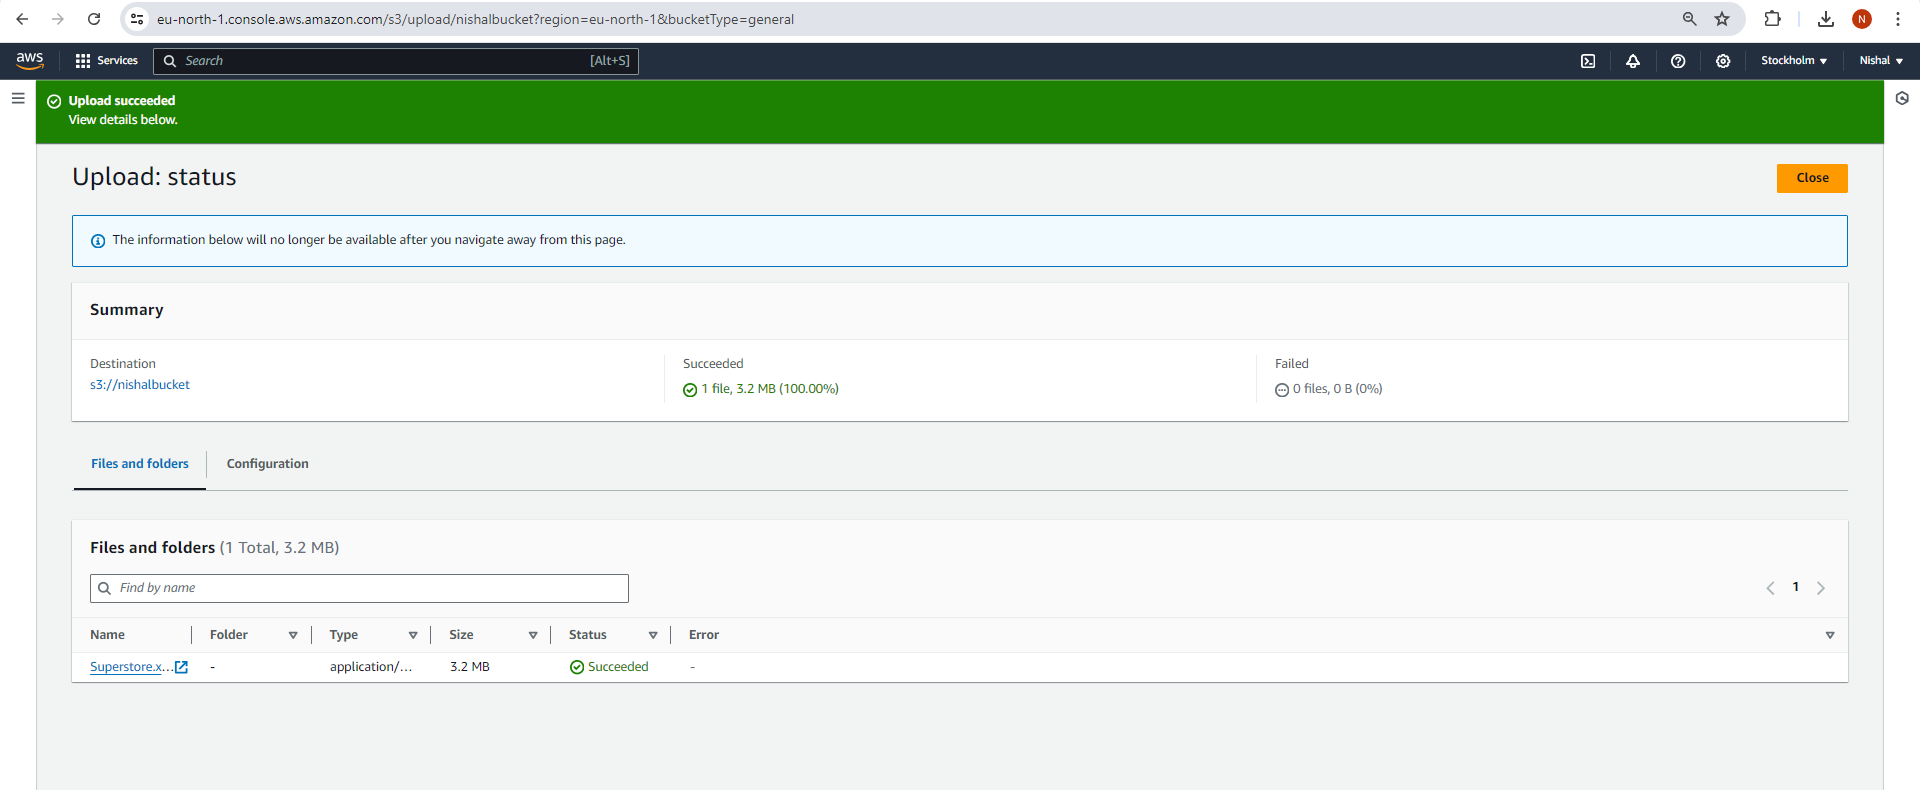 eu-north-1.console.aws.amazon.com/s3/upload/nishalbucket?region=eu-north-1&bucketType=general
N
aws
Services
Search
[Alt+S]
Stockholm
Nishal
Upload succeeded
View details below.
Upload: status
Close
The information below will no longer be available after you navigate away from this page.
Summary
Destination
s3://nishalbucket
Succeeded
1 file, 3.2 MB (100.00%)
Failed
0 files, 0 B (0%)
Files and folders
Configuration
Files and folders (1 Total, 3.2 MB)
Find by name
1
Name
Folder
Type
Size
Status
Error
Superstore.x...
-
application/...
3.2 MB
Succeeded
-